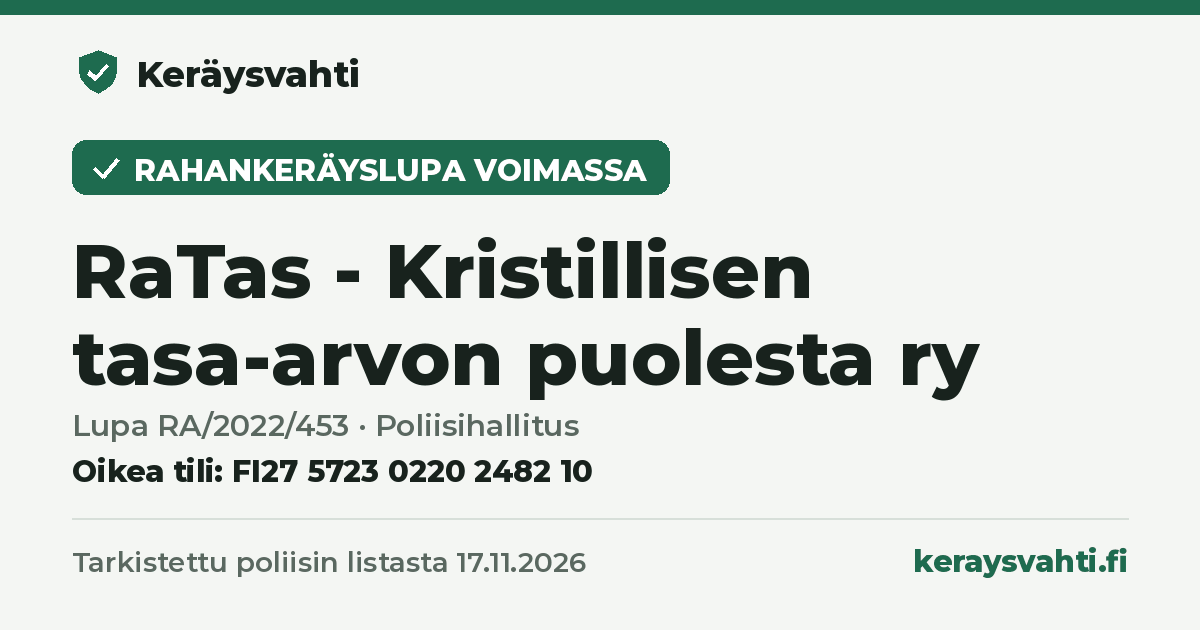 Keräysvahti
RAHANKERÄYSLUPA VOIMASSA
RaTas - Kristillisen
tasa-arvon puolesta ry
Lupa RA/2022/453 · Poliisihallitus
Oikea tili: FI27 5723 0220 2482 10
Tarkistettu poliisin listasta 17.11.2026
keraysvahti.fi